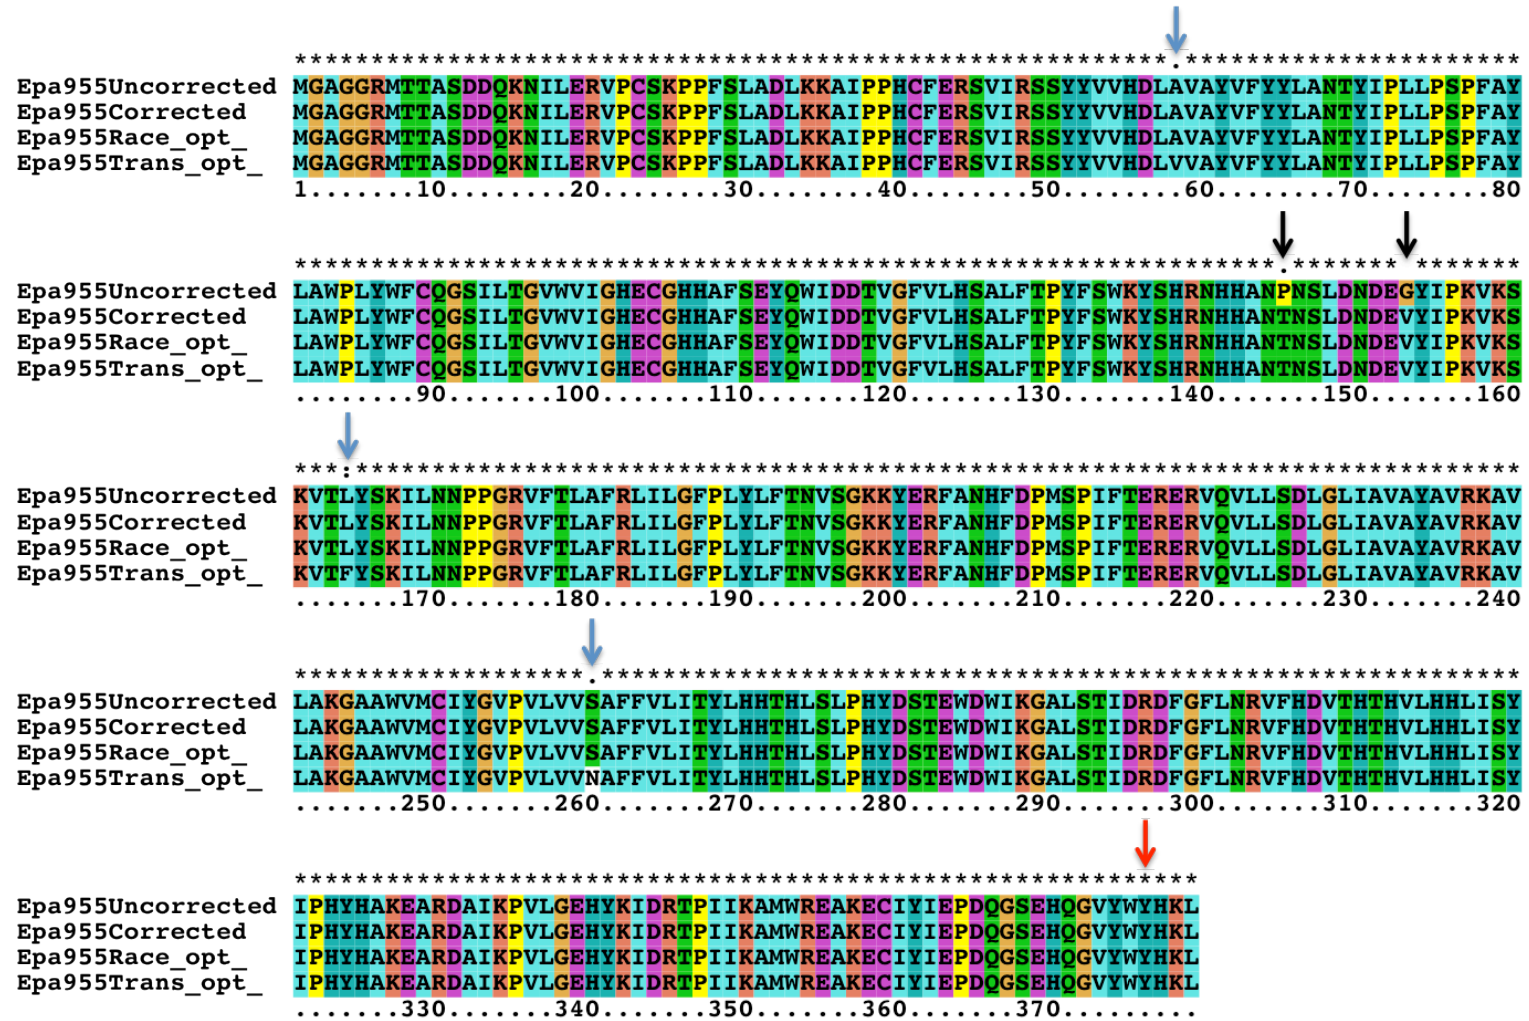 *********************************************************.**********************
Epa955Uncorrected MGAGGRMTTASDDQKNILERVPCSKPPFSLADLKKAIPPHCFERSVIRSSYYVVHDLAVAYVFYYLANTYIPLLPSPFAY
Epa955Corrected MGAGGRMTTASDDQKNILERVPCSKPPFSLADLKKAIPPHCFERSVIRSSYYVVHDLAVAYVFYYLANTYIPLLPSPFAY
Epa955Race_opt_ MGAGGRMTTASDDQKNILERVPCSKPPFSLADLKKAIPPHCFERSVIRSSYYVVHDLAVAYVFYYLANTYIPLLPSPFAY
Epa955Trans_opt_ MGAGGRMTTASDDQKNILERVPCSKPPFSLADLKKAIPPHCFERSVIRSSYYVVHDLVVAYVFYYLANTYIPLLPSPFAY
1.......10........20........30........40........50........60........70........80
****************************************************************.******* *******
Epa955Uncorrected LAWPLYWFCQGSILTGVWVIGHECGHHAFSEYQWIDDTVGFVLHSALFTPYFSWKYSHRNHHANPNSLDNDEGYIPKVKS
Epa955Corrected LAWPLYWFCQGSILTGVWVIGHECGHHAFSEYQWIDDTVGFVLHSALFTPYFSWKYSHRNHHANTNSLDNDEVYIPKVKS
Epa955Race_opt_ LAWPLYWFCQGSILTGVWVIGHECGHHAFSEYQWIDDTVGFVLHSALFTPYFSWKYSHRNHHANTNSLDNDEVYIPKVKS
Epa955Trans_opt_ LAWPLYWFCQGSILTGVWVIGHECGHHAFSEYQWIDDTVGFVLHSALFTPYFSWKYSHRNHHANTNSLDNDEVYIPKVKS
........90.......100.......110.......120.......130.......140.......150.......160
***:****************************************************************************
Epa955Uncorrected KVTLYSKILNNPPGRVFTLAFRLILGFPLYLFTNVSGKKYERFANHFDPMSPIFTERERVQVLLSDLGLIAVAYAVRKAV
Epa955Corrected KVTLYSKILNNPPGRVFTLAFRLILGFPLYLFTNVSGKKYERFANHFDPMSPIFTERERVQVLLSDLGLIAVAYAVRKAV
Epa955Race_opt_ KVTLYSKILNNPPGRVFTLAFRLILGFPLYLFTNVSGKKYERFANHFDPMSPIFTERERVQVLLSDLGLIAVAYAVRKAV
Epa955Trans_opt_ KVTFYSKILNNPPGRVFTLAFRLILGFPLYLFTNVSGKKYERFANHFDPMSPIFTERERVQVLLSDLGLIAVAYAVRKAV
.......170.......180.......190.......200.......210.......220.......230.......240
*******************.************************************************************
Epa955Uncorrected LAKGAAWVMCIYGVPVLVVSAFFVLITYLHHTHLSLPHYDSTEWDWIKGALSTIDRDFGFLNRVFHDVTHTHVLHHLISY
Epa955Corrected LAKGAAWVMCIYGVPVLVVSAFFVLITYLHHTHLSLPHYDSTEWDWIKGALSTIDRDFGFLNRVFHDVTHTHVLHHLISY
Epa955Race_opt_ LAKGAAWVMCIYGVPVLVVSAFFVLITYLHHTHLSLPHYDSTEWDWIKGALSTIDRDFGFLNRVFHDVTHTHVLHHLISY
Epa955Trans_opt_ LAKGAAWVMCIYGVPVLVVNAFFVLITYLHHTHLSLPHYDSTEWDWIKGALSTIDRDFGFLNRVFHDVTHTHVLHHLISY
.......250.......260.......270.......280.......290.......300.......310.......320
***********************************************************
Epa955Uncorrected IPHYHAKEARDAIKPVLGEHYKIDRTPIIKAMWREAKECIYIEPDQGSEHQGVYWYHKL
Epa955Corrected IPHYHAKEARDAIKPVLGEHYKIDRTPIIKAMWREAKECIYIEPDQGSEHQGVYWYHKL
Epa955Race_opt_ IPHYHAKEARDAIKPVLGEHYKIDRTPIIKAMWREAKECIYIEPDQGSEHQGVYWYHKL
Epa955Trans_opt_ IPHYHAKEARDAIKPVLGEHYKIDRTPIIKAMWREAKECIYIEPDQGSEHQGVYWYHKL
.......330.......340.......350.......360.......370.........